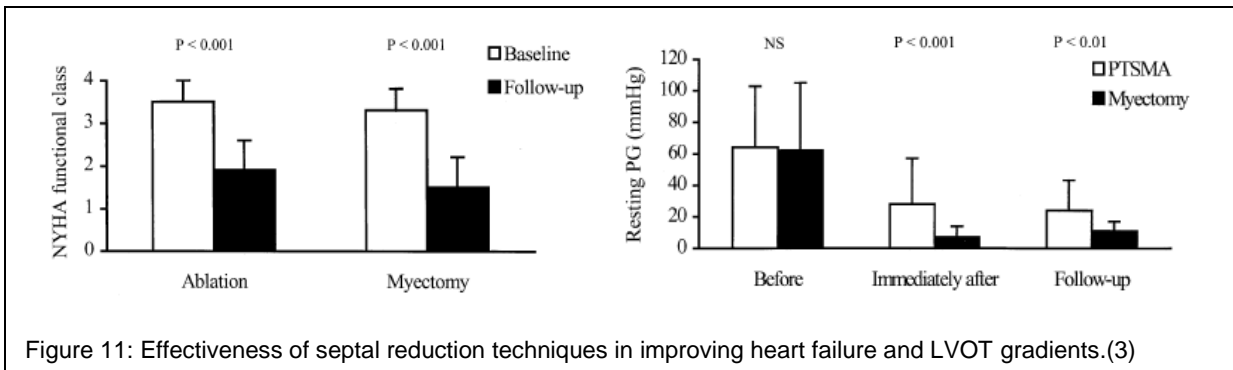 P < 0.001 P < 0.001
Baseline
Follow-up
NYHA functional class
4
3
2
1
0
Ablation Myectomy
NS P < 0.001 P < 0.01
PTSMA
Myectomy
Resting PG (mmHg)
120
100
80
60
40
20
0
Before Immediately after Follow-up
Figure 11: Effectiveness of septal reduction techniques in improving heart failure and LVOT gradients.(3)